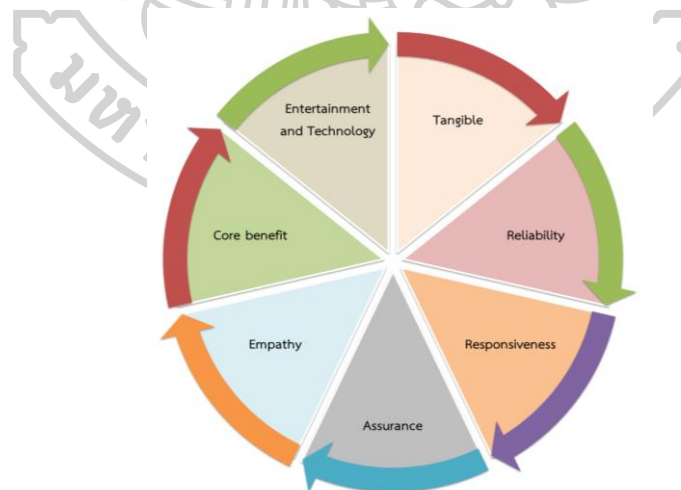 Entertainment
and Technology
Tangible
Core benefit
Reliability
Empathy
Responsiveness
Assurance